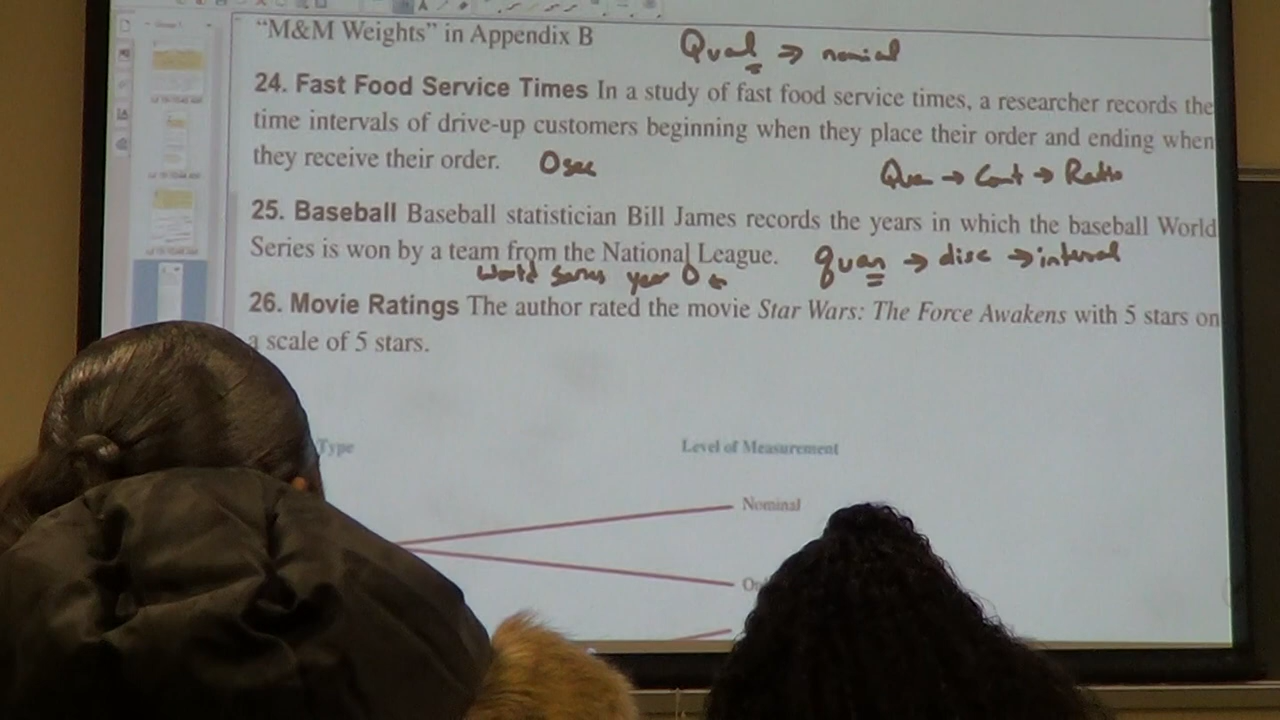 "M&M Weights" in Appendix B Qual → nominal
24. Fast Food Service Times In a study of fast food service times, a researcher records the
time intervals of drive-up customers beginning when they place their order and ending when
they receive their order. 0 sec Quan → Cont → Ratio
25. Baseball Baseball statistician Bill James records the years in which the baseball World
Series is won by a team from the National League. quan → disc → interval
World Series year 0
26. Movie Ratings The author rated the movie Star Wars: The Force Awakens with 5 stars on
a scale of 5 stars.
Type Level of Measurement
Nominal